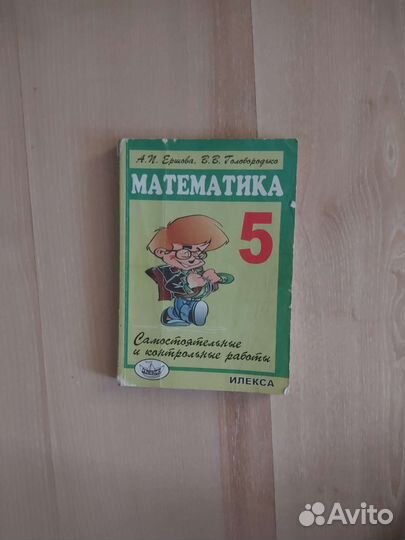 А.П. Ершова, В.В. Голобородько
МАТЕМАТИКА
5
Самостоятельные
и контрольные работы
ИЛЕКСА
Avito